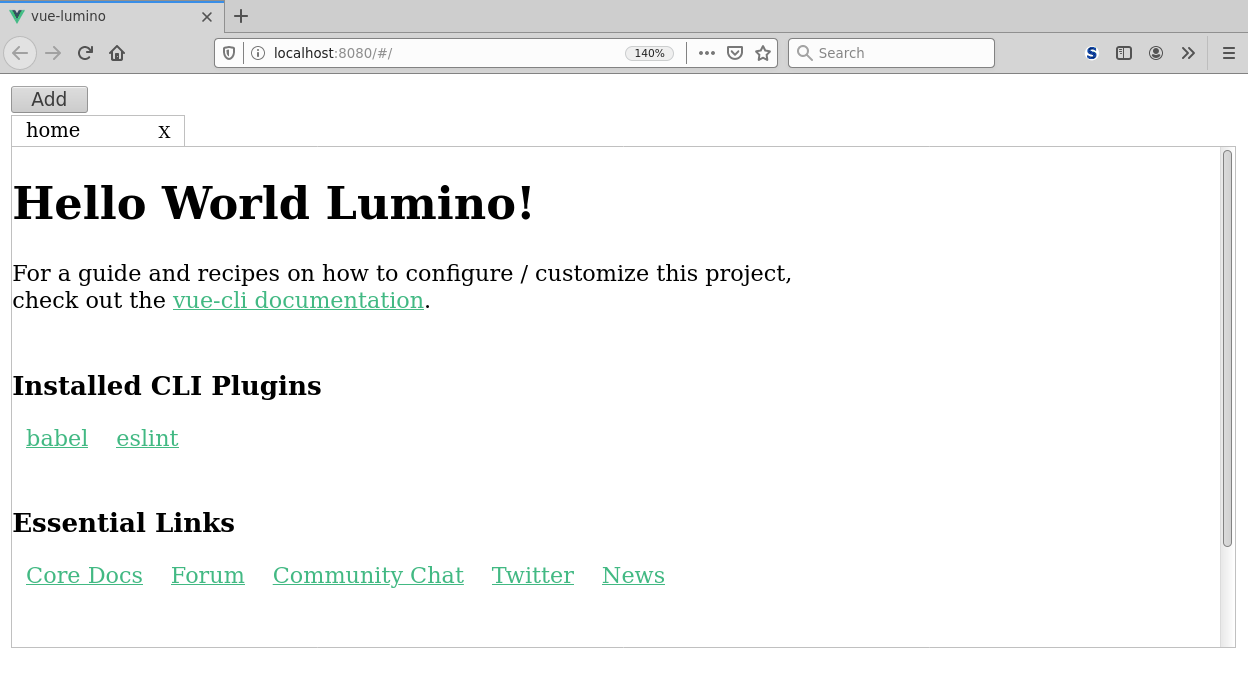 vue-lumino
localhost:8080/#/ 140% Search S
Add
home X
Hello World Lumino!
For a guide and recipes on how to configure / customize this project,
check out the vue-cli documentation.
Installed CLI Plugins
babel eslint
Essential Links
Core Docs Forum Community Chat Twitter News